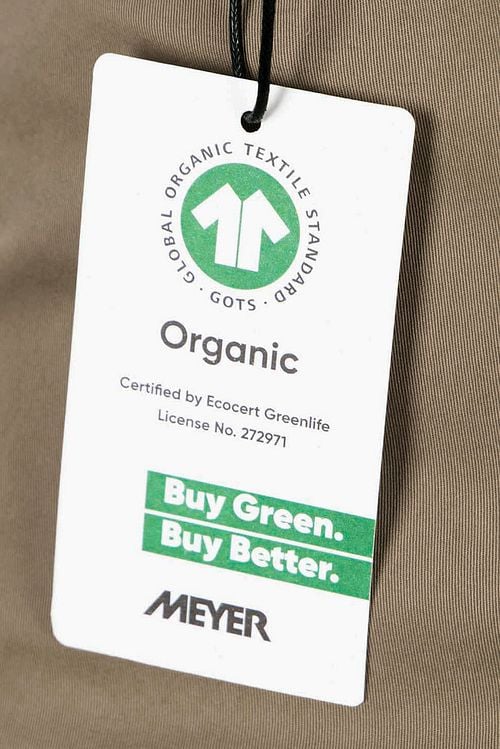 GLOBAL ORGANIC TEXTILE STANDARD
· GOTS ·
Organic
Certified by Ecocert Greenlife
License No. 272971
Buy Green.
Buy Better.
MEYER